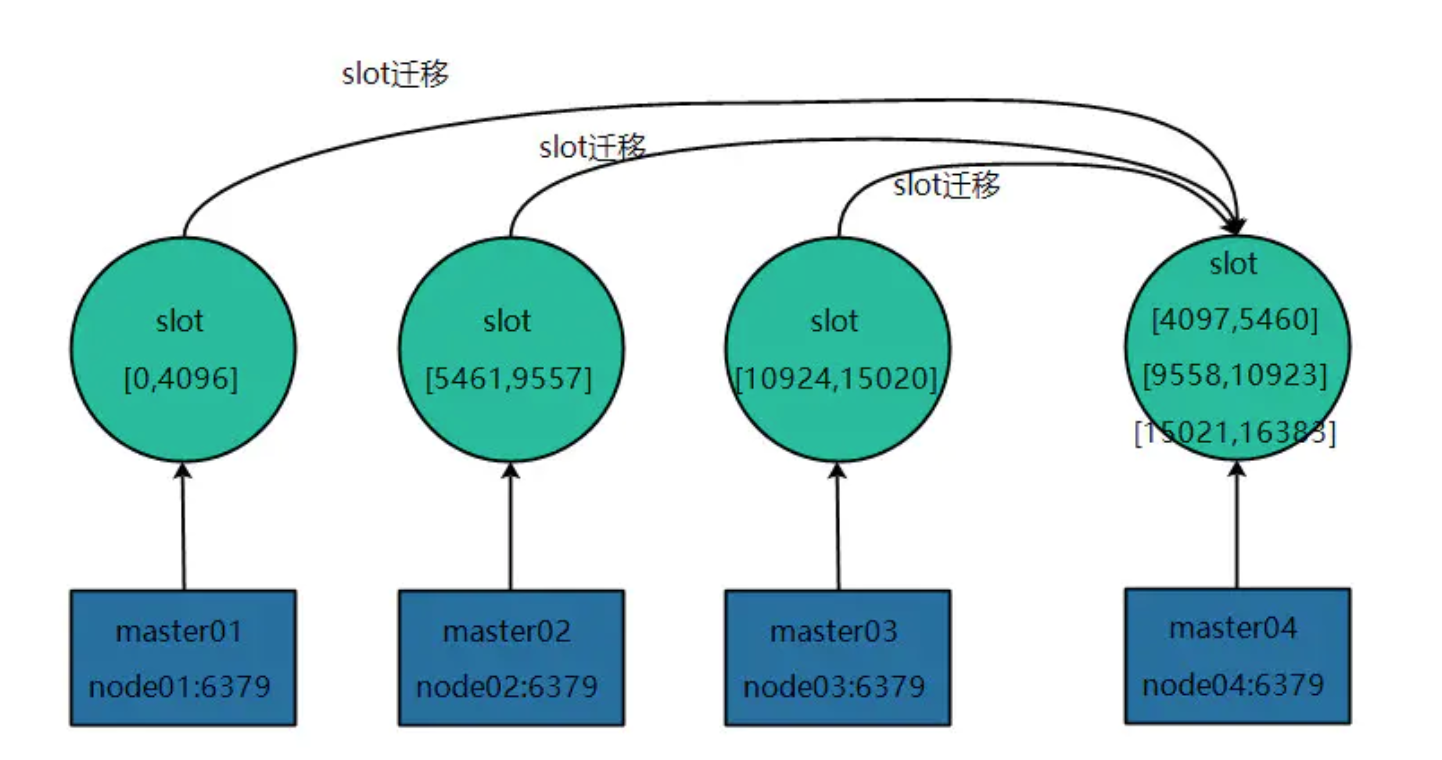 slot迁移
slot迁移
slot迁移
slot
[0,4096]
slot
[5461,9557]
slot
[10924,15020]
slot
[4097,5460]
[9558,10923]
[15021,16383]
master01
node01:6379
master02
node02:6379
master03
node03:6379
master04
node04:6379